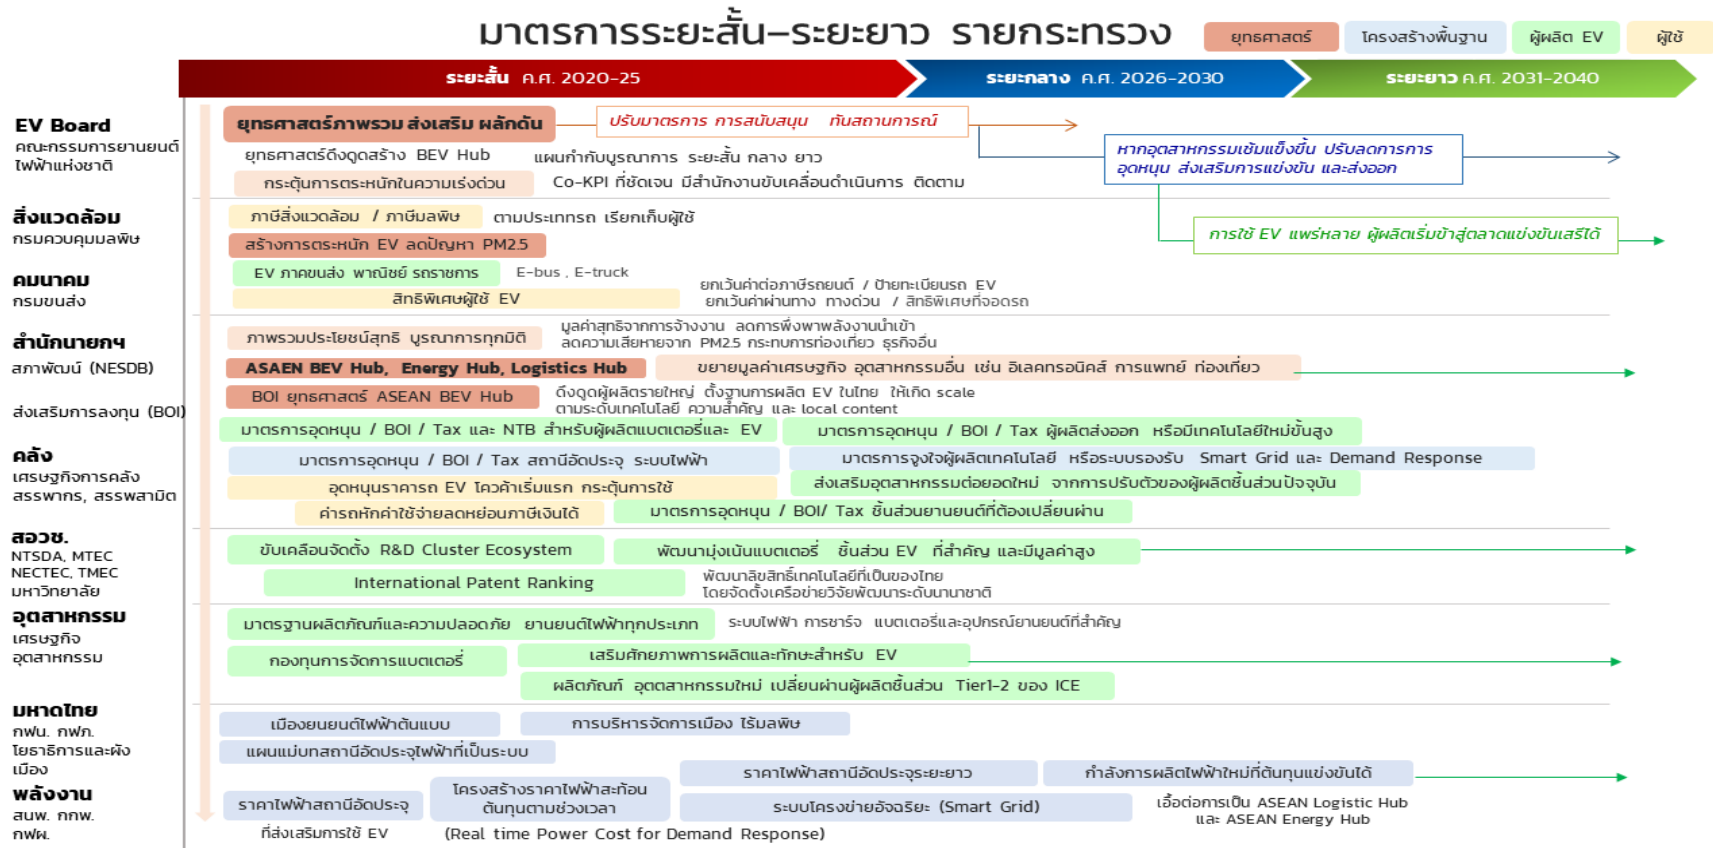 มาตรการระยะสั้น–ระยะยาว รายกระทรวง
ยุทธศาสตร์
โครงสร้างพื้นฐาน
ผู้ผลิต EV
ผู้ใช้
ระยะสั้น ค.ศ. 2020-25
ระยะกลาง ค.ศ. 2026-2030
ระยะยาว ค.ศ. 2031-2040
EV Board
คณะกรรมการยานยนต์
ไฟฟ้าแห่งชาติ
ยุทธศาสตร์ภาพรวม ส่งเสริม ผลักดัน
ปรับมาตรการ การสนับสนุน ทันสถานการณ์
ยุทธศาสตร์ดึงดูดสร้าง BEV Hub
แผนกำกับบูรณาการ ระยะสั้น กลาง ยาว
หากอุตสาหกรรมเข้มแข็งขึ้น ปรับลดการการ
อุดหนุน ส่งเสริมการแข่งขัน และส่งออก
กระตุ้นการตระหนักในความเร่งด่วน
Co-KPI ที่ชัดเจน มีสำนักงานขับเคลื่อนดำเนินการ ติดตาม
สิ่งแวดล้อม
กรมควบคุมมลพิษ
ภาษีสิ่งแวดล้อม / ภาษีมลพิษ
ตามประเภทรถ เรียกเก็บผู้ใช้
การใช้ EV แพร่หลาย ผู้ผลิตเริ่มเข้าสู่ตลาดแข่งขันเสรีได้
สร้างการตระหนัก EV ลดปัญหา PM2.5
คมนาคม
กรมขนส่ง
EV ภาคขนส่ง พาณิชย์ รถราชการ
E-bus , E-truck
สิทธิพิเศษผู้ใช้ EV
ยกเว้นค่าต่อภาษีรถยนต์ / ป้ายทะเบียนรถ EV
ยกเว้นค่าผ่านทาง ทางด่วน / สิทธิพิเศษที่จอดรถ
สำนักนายกฯ
สภาพัฒน์ (NESDB)
ส่งเสริมการลงทุน (BOI)
ภาพรวมประโยชน์สุทธิ บูรณาการทุกมิติ
มูลค่าสุทธิจากการจ้างงาน ลดการพึ่งพาพลังงานนำเข้า
ลดความเสียหายจาก PM2.5 กระทบการท่องเที่ยว ธุรกิจอื่น
ASAEN BEV Hub, Energy Hub, Logistics Hub
ขยายมูลค่าเศรษฐกิจ อุตสาหกรรมอื่น เช่น อิเลคทรอนิคส์ การแพทย์ ท่องเที่ยว
BOI ยุทธศาสตร์ ASEAN BEV Hub
ดึงดูดผู้ผลิตรายใหญ่ ตั้งฐานการผลิต EV ในไทย ให้เกิด scale
ตามระดับเทคโนโลยี ความสำคัญ และ local content
คลัง
เศรษฐกิจการคลัง
สรรพากร, สรรพสามิต
มาตรการอุดหนุน / BOI / Tax และ NTB สำหรับผู้ผลิตแบตเตอรี่และ EV
มาตรการอุดหนุน / BOI / Tax ผู้ผลิตส่งออก หรือมีเทคโนโลยีใหม่ขั้นสูง
มาตรการอุดหนุน / BOI / Tax สถานีอัดประจุ ระบบไฟฟ้า
มาตรการจูงใจผู้ผลิตเทคโนโลยี หรือระบบรองรับ Smart Grid และ Demand Response
อุดหนุนราคารถ EV โควค้าเริ่มแรก กระตุ้นการใช้
ส่งเสริมอุตสาหกรรมต่อยอดใหม่ จากการปรับตัวของผู้ผลิตชิ้นส่วนปัจจุบัน
ค่ารถหักค่าใช้จ่ายลดหย่อนภาษีเงินได้
มาตรการอุดหนุน / BOI/ Tax ชิ้นส่วนยานยนต์ที่ต้องเปลี่ยนผ่าน
สอวช.
NTSDA, MTEC
NECTEC, TMEC
มหาวิทยาลัย
ขับเคลือนจัดตั้ง R&D Cluster Ecosystem
พัฒนามุ่งเน้นแบตเตอรี่ ชิ้นส่วน EV ที่สำคัญ และมีมูลค่าสูง
International Patent Ranking
พัฒนาลิขสิทธิ์เทคโนโลยีที่เป็นของไทย
โดยจัดตั้งเครือข่ายวิจัยพัฒนาระดับนานาชาติ
อุตสาหกรรม
เศรษฐกิจ
อุตสาหกรรม
มาตรฐานผลิตภัณฑ์และความปลอดภัย ยานยนต์ไฟฟ้าทุกประเภท
ระบบไฟฟ้า การชาร์จ แบตเตอรี่และอุปกรณ์ยานยนต์ที่สำคัญ
กองทุนการจัดการแบตเตอรี่
เสริมศักยภาพการผลิตและทักษะสำหรับ EV
ผลิตภัณฑ์ อุตตสาหกรรมใหม่ เปลี่ยนผ่านผู้ผลิตชิ้นส่วน Tier1-2 ของ ICE
มหาดไทย
กฟน. กฟภ.
โยธาธิการและผัง
เมือง
เมืองยนยนต์ไฟฟ้าต้นแบบ
การบริหารจัดการเมือง ไร้มลพิษ
แผนแม่บทสถานีอัดประจุไฟฟ้าที่เป็นระบบ
พลังงาน
สนพ. กกพ.
กฟผ.
ราคาไฟฟ้าสถานีอัดประจุ
ที่ส่งเสริมการใช้ EV
โครงสร้างราคาไฟฟ้าสะท้อน
ต้นทุนตามช่วงเวลา
(Real time Power Cost for Demand Response)
ราคาไฟฟ้าสถานีอัดประจุระยะยาว
กำลังการผลิตไฟฟ้าใหม่ที่ต้นทุนแข่งขันได้
ระบบโครงข่ายอัจฉริยะ (Smart Grid)
เอื้อต่อการเป็น ASEAN Logistic Hub
และ ASEAN Energy Hub